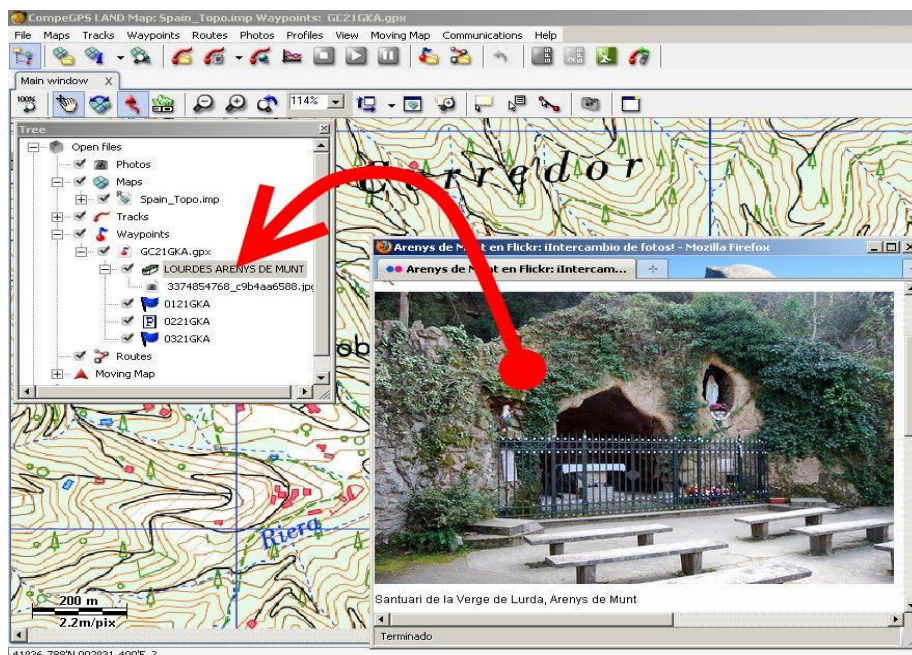 CompeGPS LAND Map: Spain_Topo.imp Waypoints: GC21GKA.gpx
File Maps Tracks Waypoints Routes Photos Profiles View Moving Map Communications Help
Main window X
100% 114%
Tree
Open files
Photos
Maps
Spain_Topo.imp
Tracks
Waypoints
GC21GKA.gpx
LOURDES ARENYS DE MUNT
3374854768_c9b4aa6588.jpg
0121GKA
P 0221GKA
0321GKA
Routes
Moving Map
Corredor
Arenys de Munt en Flickr: ¡Intercambio de fotos! - Mozilla Firefox
Arenys de Munt en Flickr: ¡Intercam...
Santuari de la Verge de Lurda, Arenys de Munt
Terminado
Riera
200 m
2.2m/pix